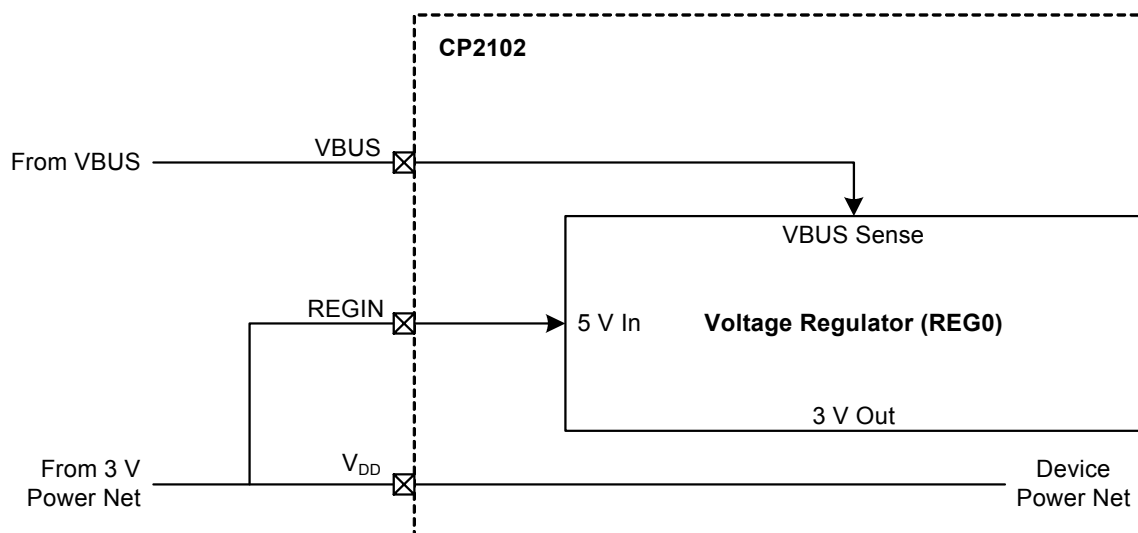 CP2102
VBUS
From VBUS
VBUS Sense
REGIN
5 V In
Voltage Regulator (REG0)
3 V Out
From 3 V
Power Net
VDD
Device
Power Net